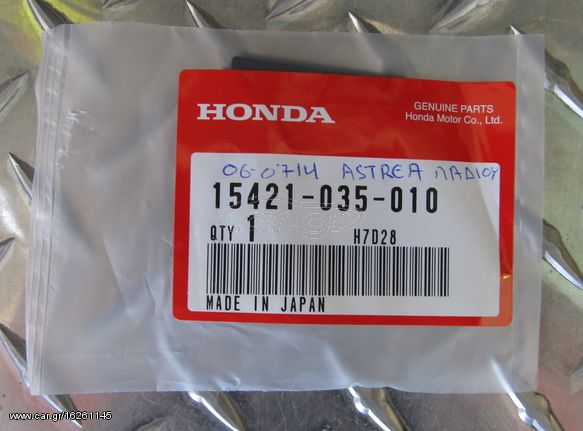 HONDA
GENUINE PARTS
Honda Motor Co., Ltd.
06-0714 ASTREA ΠΑΔΙΟΥ
15421-035-010
QTY 1 H7D28
MADE IN JAPAN
www.car.gr/16261145